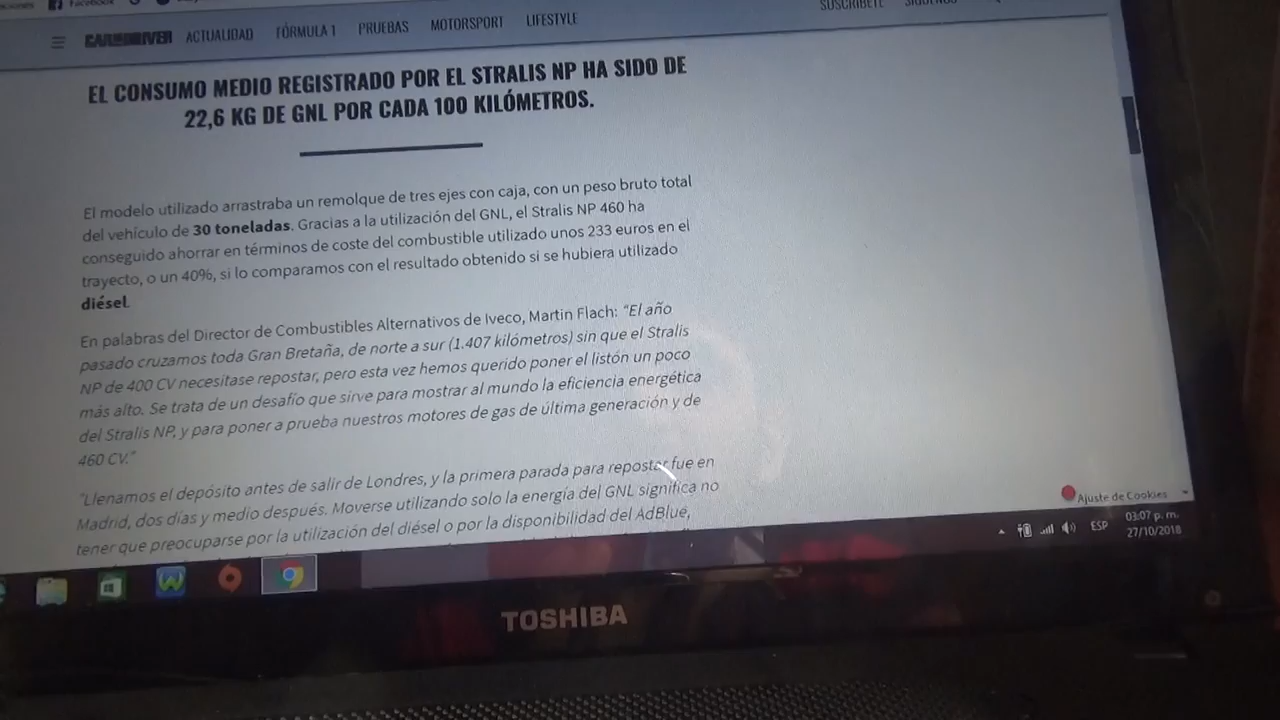 Facebook
SUSCRÍBETE
CAR AND DRIVER ACTUALIDAD FÓRMULA 1 PRUEBAS MOTORSPORT LIFESTYLE
EL CONSUMO MEDIO REGISTRADO POR EL STRALIS NP HA SIDO DE
22,6 KG DE GNL POR CADA 100 KILÓMETROS.
El modelo utilizado arrastraba un remolque de tres ejes con caja, con un peso bruto total
del vehículo de 30 toneladas. Gracias a la utilización del GNL, el Stralis NP 460 ha
conseguido ahorrar en términos de coste del combustible utilizado unos 233 euros en el
trayecto, o un 40%, si lo comparamos con el resultado obtenido si se hubiera utilizado
diésel.
En palabras del Director de Combustibles Alternativos de Iveco, Martin Flach: “El año
pasado cruzamos toda Gran Bretaña, de norte a sur (1.407 kilómetros) sin que el Stralis
NP de 400 CV necesitase repostar, pero esta vez hemos querido poner el listón un poco
más alto. Se trata de un desafío que sirve para mostrar al mundo la eficiencia energética
del Stralis NP, y para poner a prueba nuestros motores de gas de última generación y de
460 CV.”
“Llenamos el depósito antes de salir de Londres, y la primera parada para repostar fue en
Madrid, dos días y medio después. Moverse utilizando solo la energía del GNL significa no
tener que preocuparse por la utilización del diésel o por la disponibilidad del AdBlue,
Ajuste de Cookies
ESP
03:07 p. m.
27/10/2018
TOSHIBA